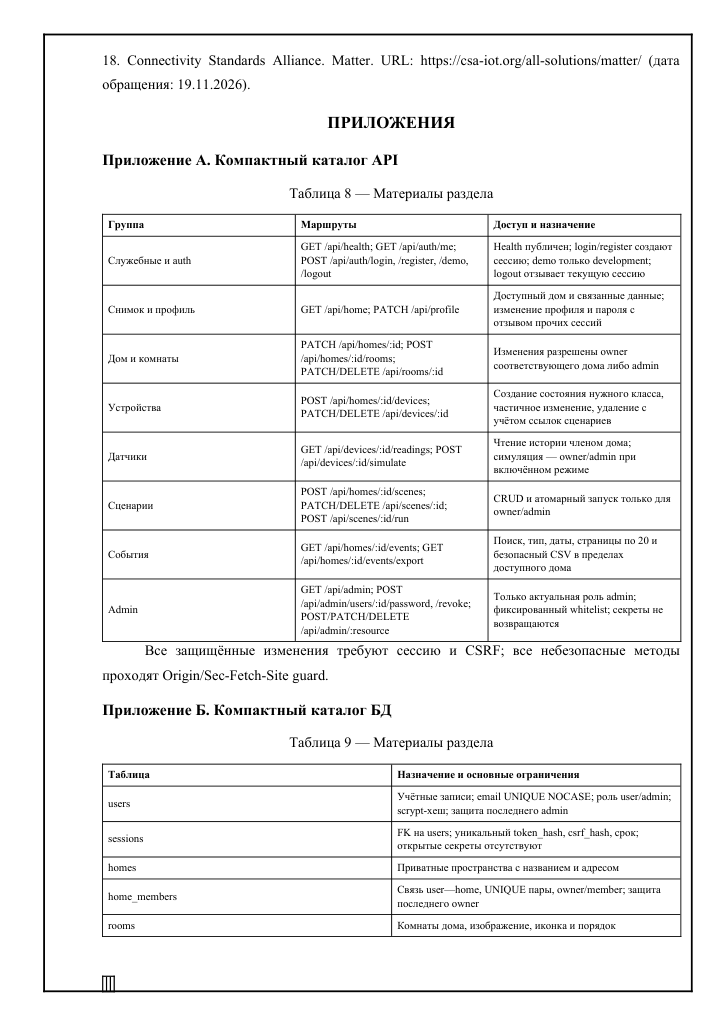 18. Connectivity Standards Alliance. Matter. URL: https://csa-iot.org/all-solutions/matter/ (дата
обращения: 19.11.2026).
ПРИЛОЖЕНИЯ
Приложение А. Компактный каталог API
Таблица 8 — Материалы раздела
Группа
Маршруты
Доступ и назначение
Служебные и auth
GET /api/health; GET /api/auth/me;
POST /api/auth/login, /register, /demo,
/logout
Health публичен; login/register создают
сессию; demo только development;
logout отзывает текущую сессию
Снимок и профиль
GET /api/home; PATCH /api/profile
Доступный дом и связанные данные;
изменение профиля и пароля с
отзывом прочих сессий
Дом и комнаты
PATCH /api/homes/:id; POST
/api/homes/:id/rooms;
PATCH/DELETE /api/rooms/:id
Изменения разрешены owner
соответствующего дома либо admin
Устройства
POST /api/homes/:id/devices;
PATCH/DELETE /api/devices/:id
Создание состояния нужного класса,
частичное изменение, удаление с
учётом ссылок сценариев
Датчики
GET /api/devices/:id/readings; POST
/api/devices/:id/simulate
Чтение истории членом дома;
симуляция — owner/admin при
включённом режиме
Сценарии
POST /api/homes/:id/scenes;
PATCH/DELETE /api/scenes/:id;
POST /api/scenes/:id/run
CRUD и атомарный запуск только для
owner/admin
События
GET /api/homes/:id/events; GET
/api/homes/:id/events/export
Поиск, тип, даты, страницы по 20 и
безопасный CSV в пределах
доступного дома
Admin
GET /api/admin; POST
/api/admin/users/:id/password, /revoke;
POST/PATCH/DELETE
/api/admin/:resource
Только актуальная роль admin;
фиксированный whitelist; секреты не
возвращаются
Все защищённые изменения требуют сессию и CSRF; все небезопасные методы
проходят Origin/Sec-Fetch-Site guard.
Приложение Б. Компактный каталог БД
Таблица 9 — Материалы раздела
Таблица
Назначение и основные ограничения
users
Учётные записи; email UNIQUE NOCASE; роль user/admin;
scrypt-хеш; защита последнего admin
sessions
FK на users; уникальный token_hash, csrf_hash, срок;
открытые секреты отсутствуют
homes
Приватные пространства с названием и адресом
home_members
Связь user—home, UNIQUE пары, owner/member; защита
последнего owner
rooms
Комнаты дома, изображение, иконка и порядок